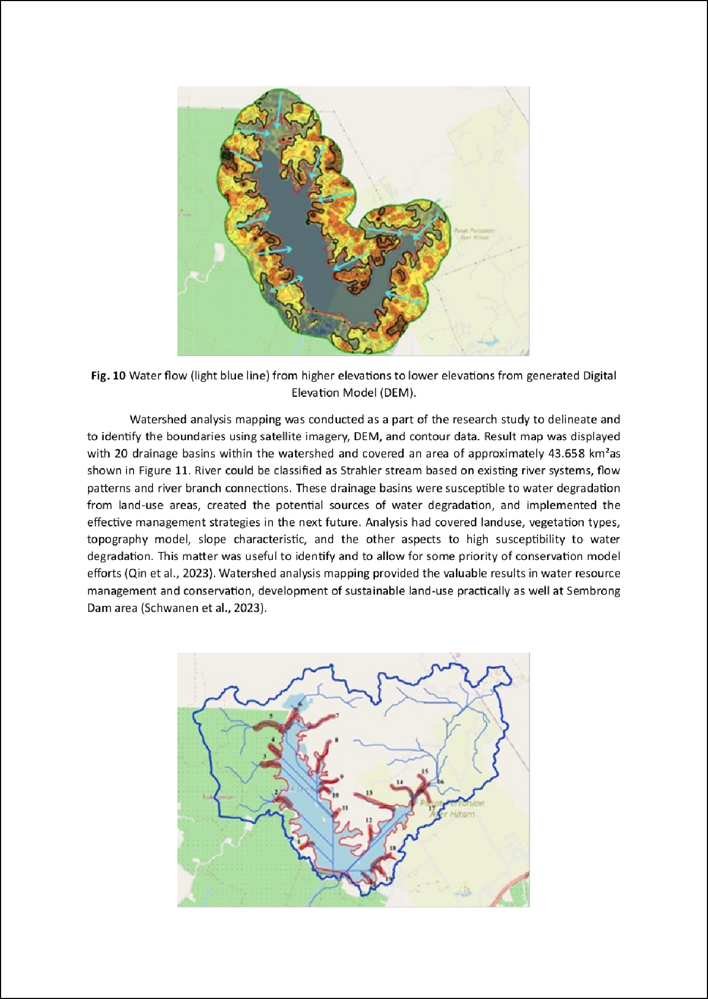 Pusat Pertanian
Ayer Hitam
Fig. 10 Water flow (light blue line) from higher elevations to lower elevations from generated Digital
Elevation Model (DEM).
Watershed analysis mapping was conducted as a part of the research study to delineate and
to identify the boundaries using satellite imagery, DEM, and contour data. Result map was displayed
with 20 drainage basins within the watershed and covered an area of approximately 43.658 km²as
shown in Figure 11. River could be classified as Strahler stream based on existing river systems, flow
patterns and river branch connections. These drainage basins were susceptible to water degradation
from land-use areas, created the potential sources of water degradation, and implemented the
effective management strategies in the next future. Analysis had covered landuse, vegetation types,
topography model, slope characteristic, and the other aspects to high susceptibility to water
degradation. This matter was useful to identify and to allow for some priority of conservation model
efforts (Qin et al., 2023). Watershed analysis mapping provided the valuable results in water resource
management and conservation, development of sustainable land-use practically as well at Sembrong
Dam area (Schwanen et al., 2023).
6
5
7
4
8
3
15
9
14
16
2
13
10
11
17
Pusat Pertanian
Ayer Hitam
12
1
18
19
20